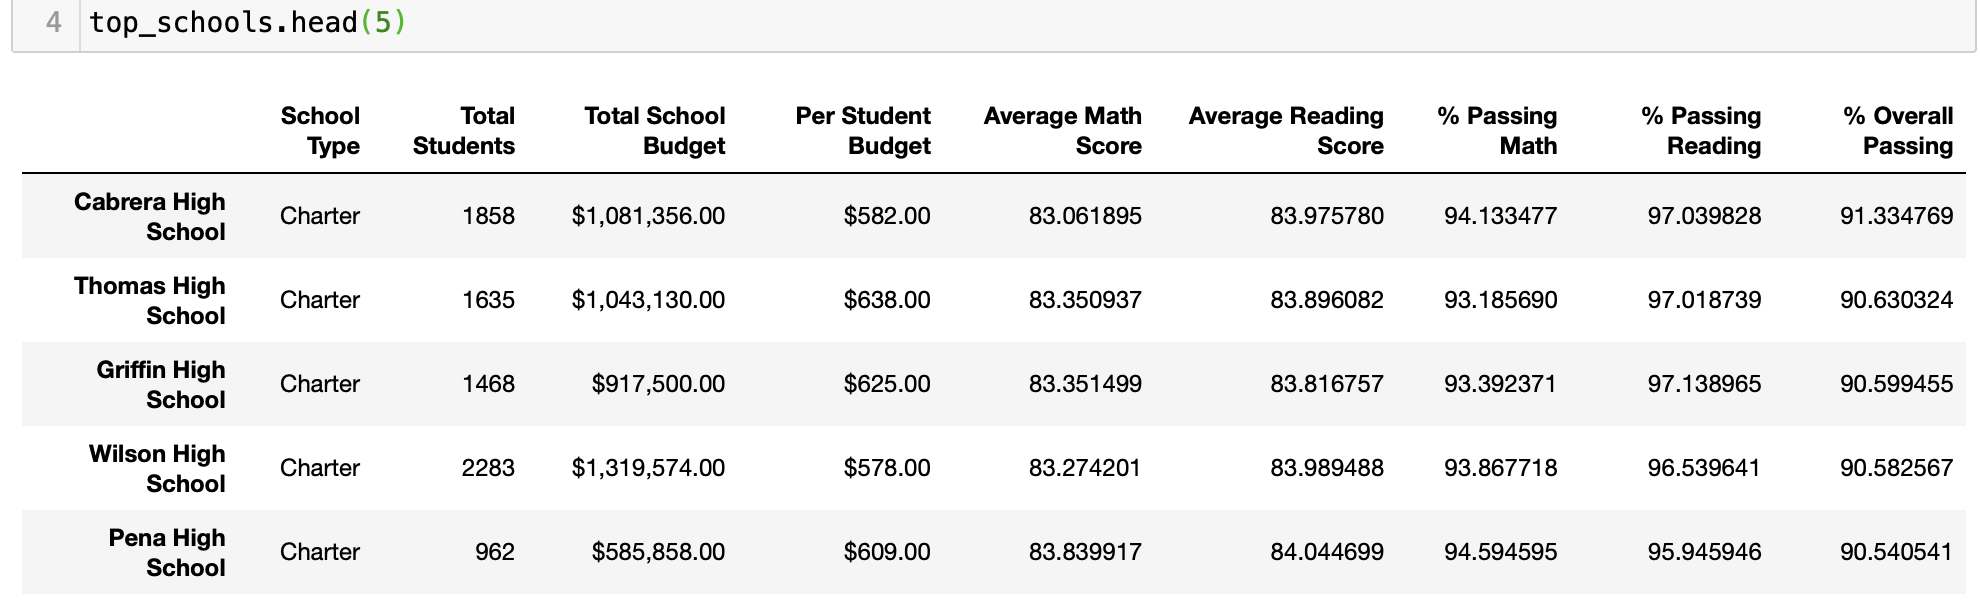 4 top_schools.head(5)
School Type Total Students Total School Budget Per Student Budget Average Math Score Average Reading Score % Passing Math % Passing Reading % Overall Passing
Cabrera High School Charter 1858 $1,081,356.00 $582.00 83.061895 83.975780 94.133477 97.039828 91.334769
Thomas High School Charter 1635 $1,043,130.00 $638.00 83.350937 83.896082 93.185690 97.018739 90.630324
Griffin High School Charter 1468 $917,500.00 $625.00 83.351499 83.816757 93.392371 97.138965 90.599455
Wilson High School Charter 2283 $1,319,574.00 $578.00 83.274201 83.989488 93.867718 96.539641 90.582567
Pena High School Charter 962 $585,858.00 $609.00 83.839917 84.044699 94.594595 95.945946 90.540541